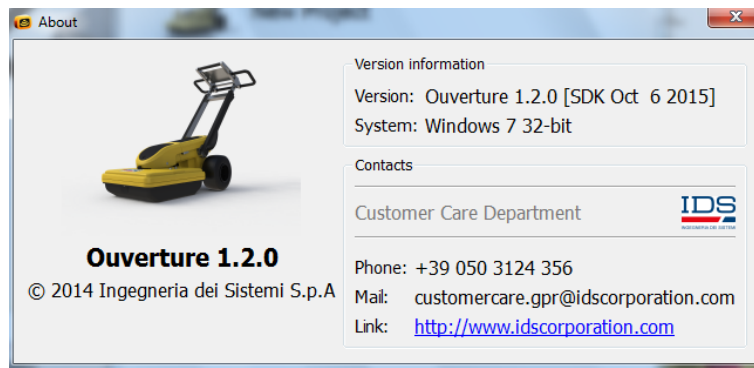 About
New Project
Ouverture 1.2.0
© 2014 Ingegneria dei Sistemi S.p.A
Version information
Version: Ouverture 1.2.0 [SDK Oct 6 2015]
System: Windows 7 32-bit
Contacts
Customer Care Department
IDS
INGEGNERIA DEI SISTEMI
Phone: +39 050 3124 356
Mail: customercare.gpr@idscorporation.com
Link: http://www.idscorporation.com